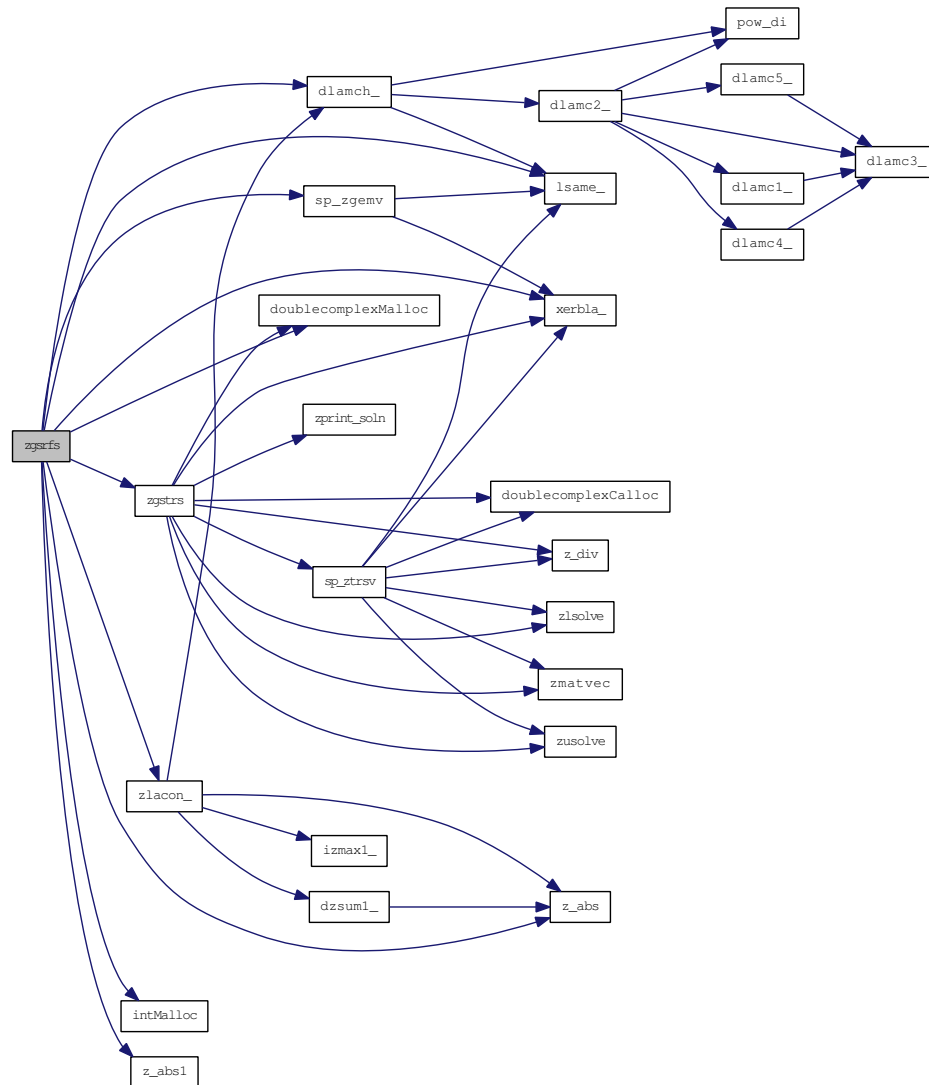 pow_di
dlamch_
dlamc5_
dlamc2_
dlamc3_
lsame_
dlamc1_
sp_zgemv
dlamc4_
doublecomplexMalloc
xerbla_
zprint_soln
zgsrfs
zgstrs
doublecomplexCalloc
z_div
sp_ztrsv
zlsolve
zmatvec
zusolve
zlacon_
izmax1_
dzsum1_
z_abs
intMalloc
z_abs1